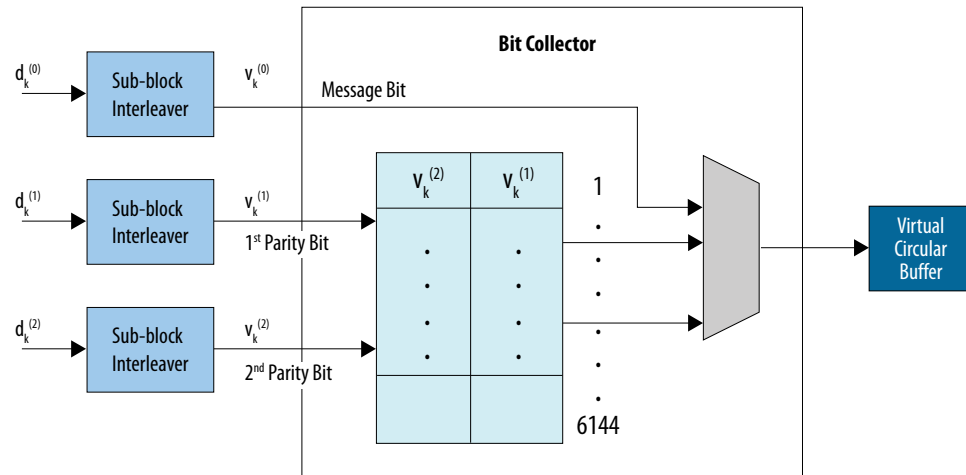 Bit Collector
d_k^(0)
Sub-block
Interleaver
v_k^(0)
Message Bit
d_k^(1)
Sub-block
Interleaver
v_k^(1)
1st Parity Bit
d_k^(2)
Sub-block
Interleaver
v_k^(2)
2nd Parity Bit
v_k^(2) v_k^(1)
1
6144
Virtual
Circular
Buffer